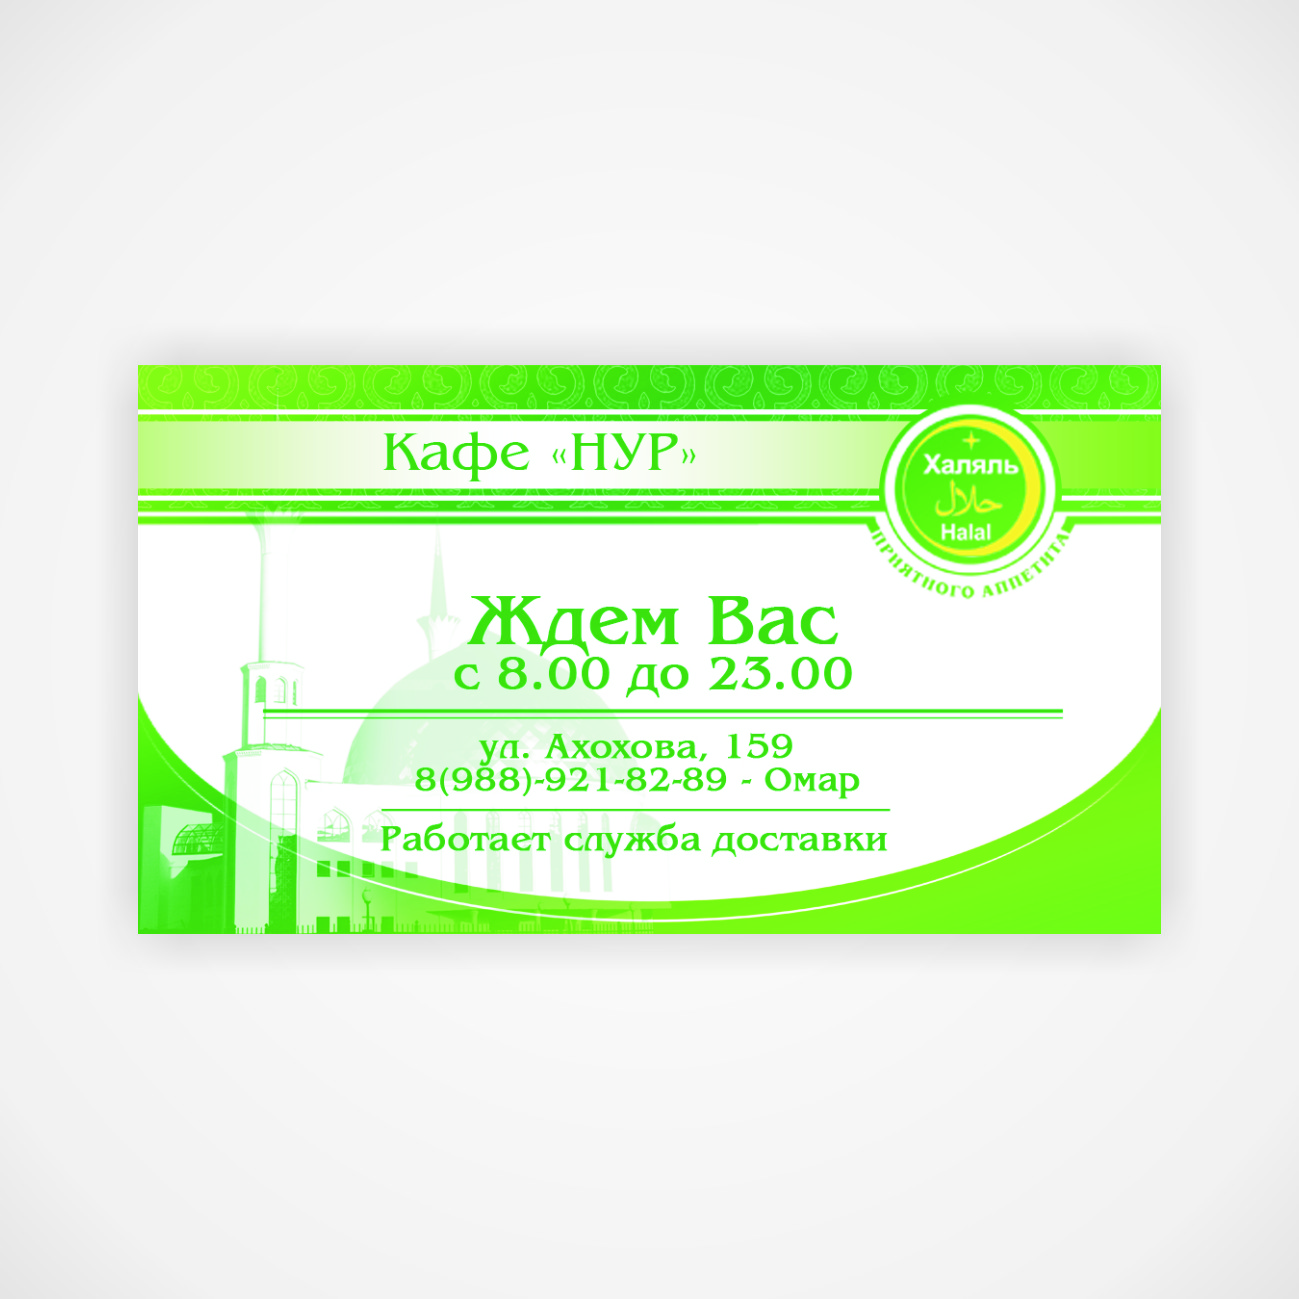 Кафе «НУР»
Халяль
حلال
Halal
ПРИЯТНОГО АППЕТИТА
Ждем Вас
с 8.00 до 23.00
ул. Ахохова, 159
8(988)-921-82-89 - Омар
Работает служба доставки